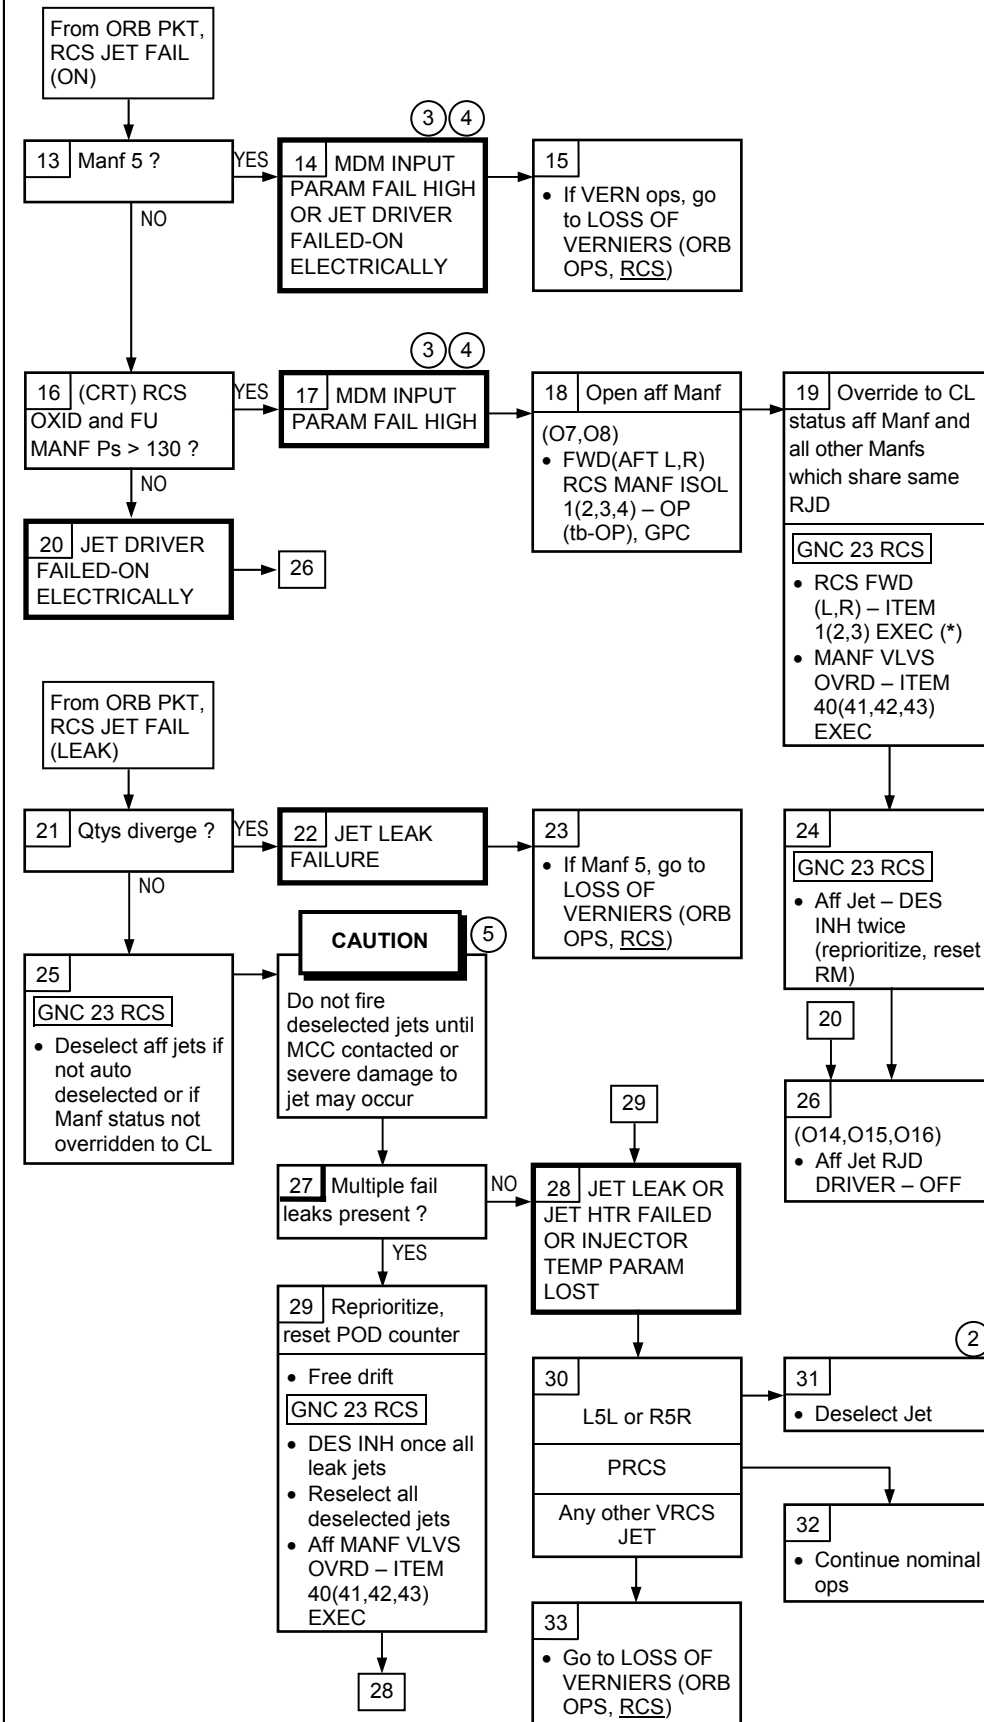 From ORB PKT,
RCS JET FAIL
(ON)
13 Manf 5 ?
YES
NO
3 4
14 MDM INPUT
PARAM FAIL HIGH
OR JET DRIVER
FAILED-ON
ELECTRICALLY
15
• If VERN ops, go
to LOSS OF
VERNIERS (ORB
OPS, RCS)
16 (CRT) RCS
OXID and FU
MANF Ps > 130 ?
YES
NO
3 4
17 MDM INPUT
PARAM FAIL HIGH
18 Open aff Manf
(O7,O8)
• FWD(AFT L,R)
RCS MANF ISOL
1(2,3,4) – OP
(tb-OP), GPC
19 Override to CL
status aff Manf and
all other Manfs
which share same
RJD
GNC 23 RCS
• RCS FWD
(L,R) – ITEM
1(2,3) EXEC (*)
• MANF VLVS
OVRD – ITEM
40(41,42,43)
EXEC
20 JET DRIVER
FAILED-ON
ELECTRICALLY
26
From ORB PKT,
RCS JET FAIL
(LEAK)
21 Qtys diverge ?
YES
NO
22 JET LEAK
FAILURE
23
• If Manf 5, go to
LOSS OF
VERNIERS (ORB
OPS, RCS)
24
GNC 23 RCS
• Aff Jet – DES
INH twice
(reprioritize, reset
RM)
25
GNC 23 RCS
• Deselect aff jets if
not auto
deselected or if
Manf status not
overridden to CL
CAUTION
5
Do not fire
deselected jets until
MCC contacted or
severe damage to
jet may occur
20
26
(O14,O15,O16)
• Aff Jet RJD
DRIVER – OFF
27 Multiple fail
leaks present ?
NO
YES
29
28 JET LEAK OR
JET HTR FAILED
OR INJECTOR
TEMP PARAM
LOST
29 Reprioritize,
reset POD counter
• Free drift
GNC 23 RCS
• DES INH once all
leak jets
• Reselect all
deselected jets
• Aff MANF VLVS
OVRD – ITEM
40(41,42,43)
EXEC
28
30
L5L or R5R
PRCS
Any other VRCS
JET
2
31
• Deselect Jet
32
• Continue nominal
ops
33
• Go to LOSS OF
VERNIERS (ORB
OPS, RCS)